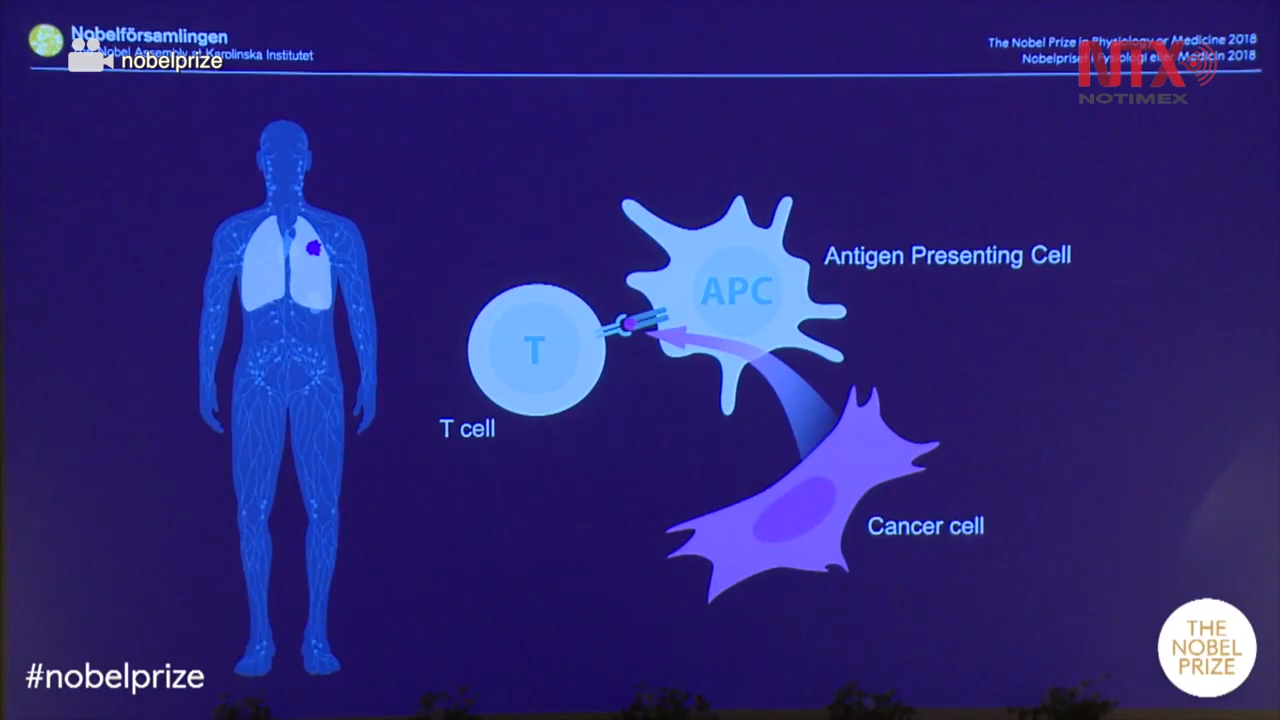 Nobelförsamlingen
The Nobel Assembly at Karolinska Institutet
nobelprize
The Nobel Prize in Physiology or Medicine 2018
Nobelpriset i Fysiologi eller Medicin 2018
NTX
NOTIMEX
APC
Antigen Presenting Cell
T
T cell
Cancer cell
#nobelprize
THE
NOBEL
PRIZE